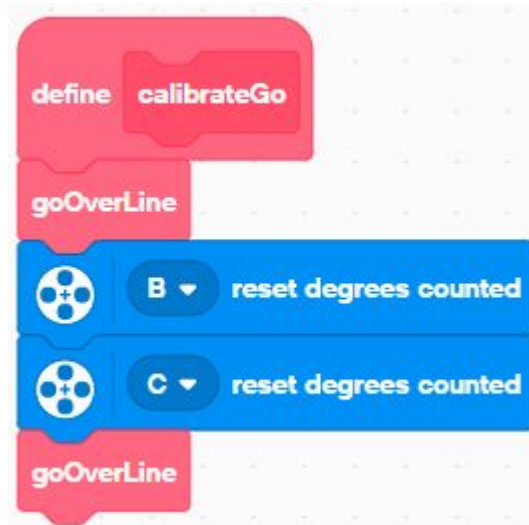 define calibrateGo
goOverLine
B reset degrees counted
C reset degrees counted
goOverLine